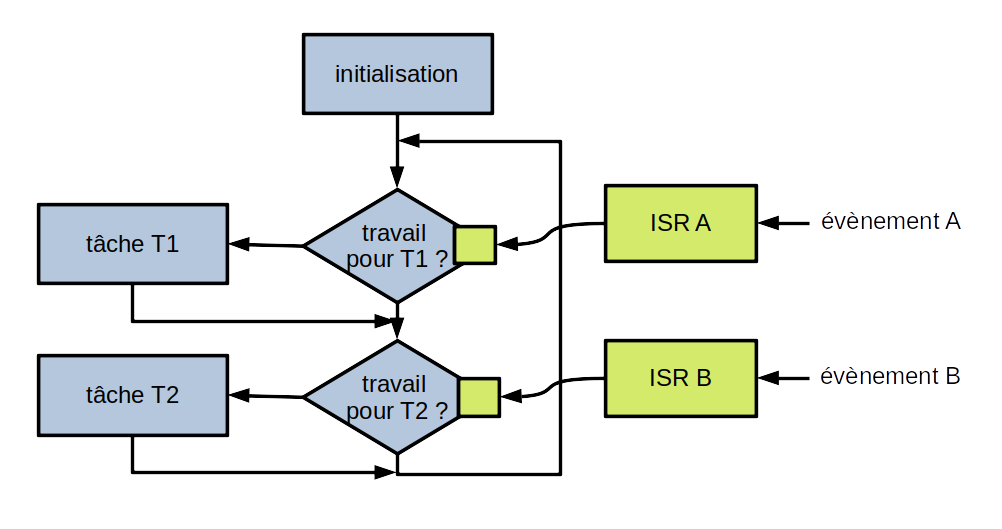 initialisation
travail
pour T1 ?
tâche T1
ISR A
évènement A
travail
pour T2 ?
tâche T2
ISR B
évènement B